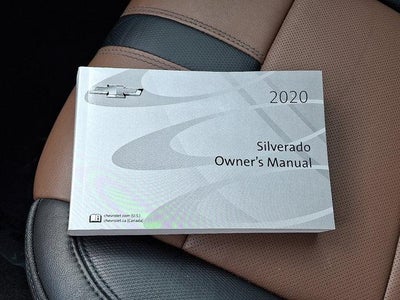 2020
Silverado
Owner's Manual
chevrolet.com (U.S.)
chevrolet.ca (Canada)